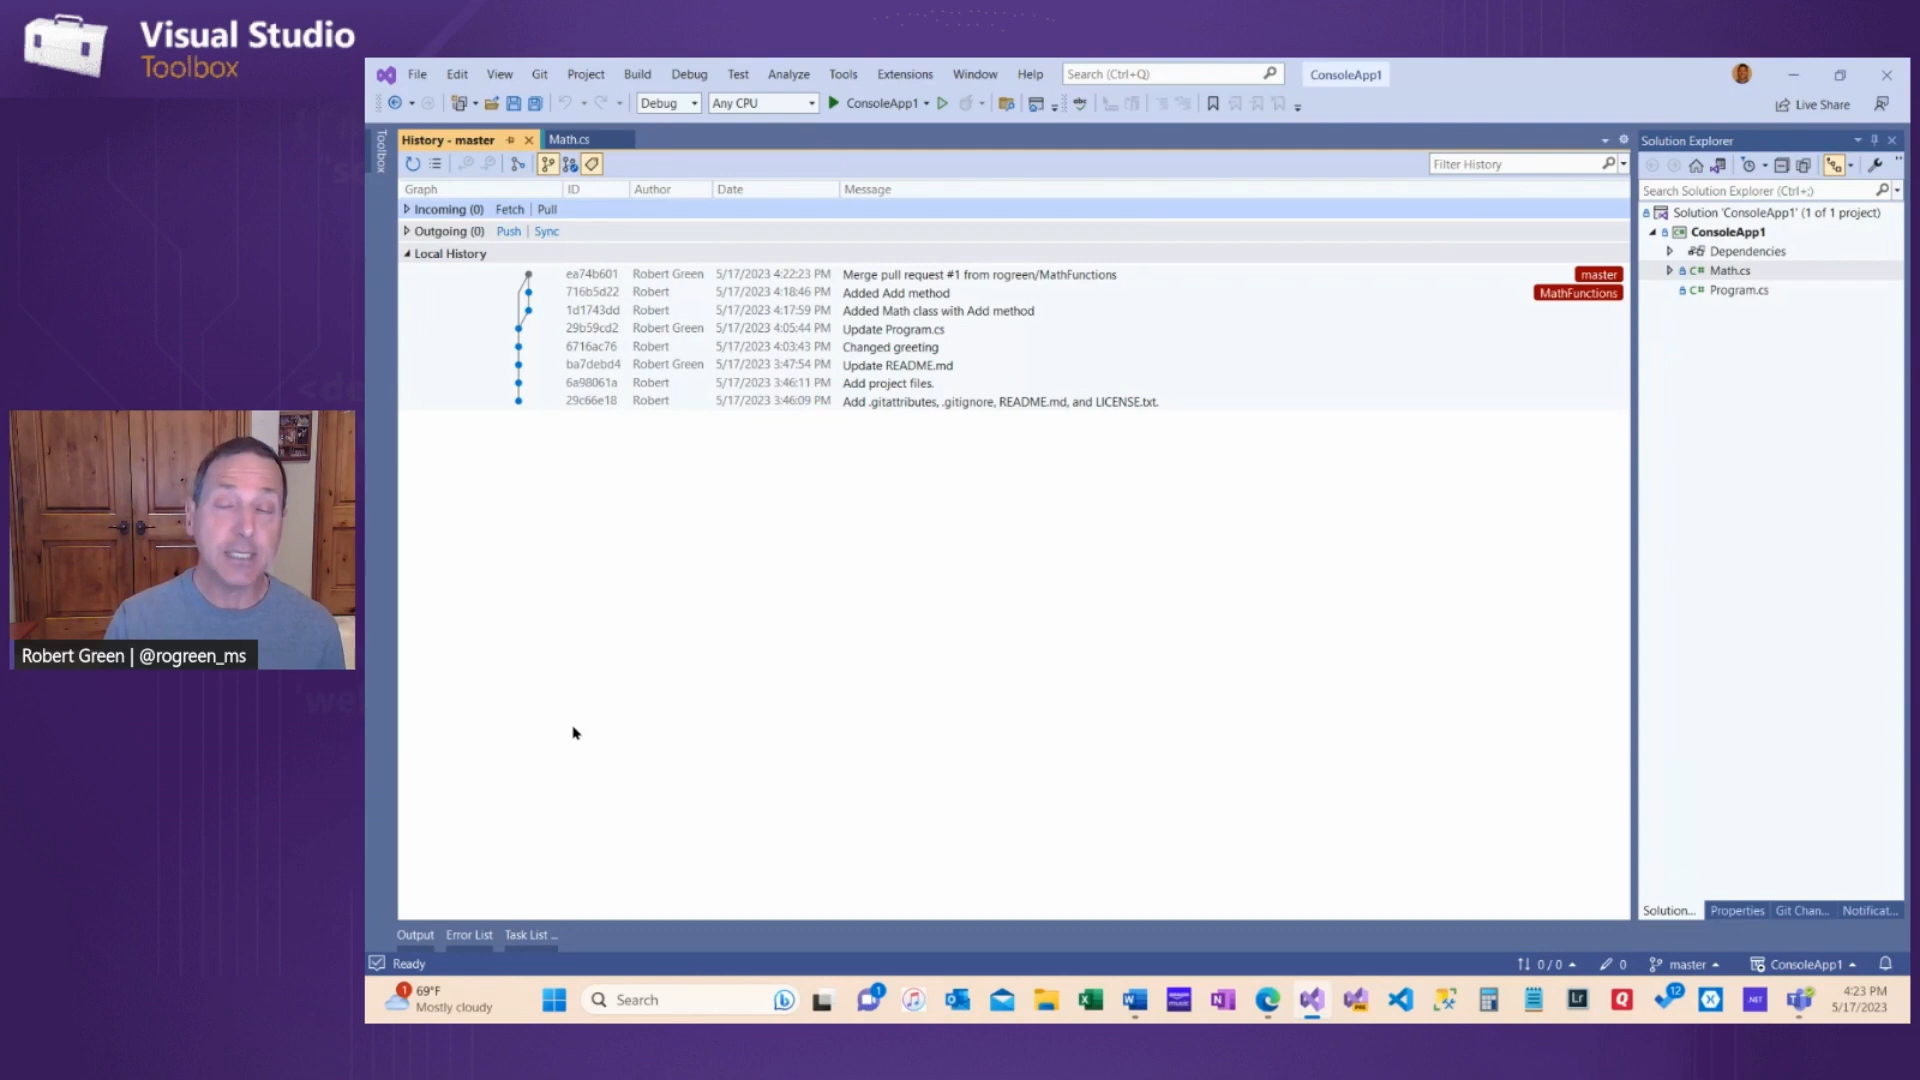 Visual Studio
Toolbox
File Edit View Git Project Build Debug Test Analyze Tools Extensions Window Help Search (Ctrl+Q) ConsoleApp1
Debug Any CPU ConsoleApp1 Live Share
Toolbox
History - master Math.cs
Filter History
Graph ID Author Date Message
Incoming (0) Fetch | Pull
Outgoing (0) Push | Sync
Local History
ea74b601 Robert Green 5/17/2023 4:22:23 PM Merge pull request #1 from rogreen/MathFunctions master
716b5d22 Robert 5/17/2023 4:18:46 PM Added Add method MathFunctions
1d1743dd Robert 5/17/2023 4:17:59 PM Added Math class with Add method
29b59cd2 Robert Green 5/17/2023 4:05:44 PM Update Program.cs
6716ac76 Robert 5/17/2023 4:03:43 PM Changed greeting
ba7debd4 Robert Green 5/17/2023 3:47:54 PM Update README.md
6a98061a Robert 5/17/2023 3:46:11 PM Add project files.
29c66e18 Robert 5/17/2023 3:46:09 PM Add .gitattributes, .gitignore, README.md, and LICENSE.txt.
Solution Explorer
Search Solution Explorer (Ctrl+;)
Solution 'ConsoleApp1' (1 of 1 project)
ConsoleApp1
Dependencies
C# Math.cs
C# Program.cs
Solution... Properties Git Chan... Notificat...
Robert Green | @rogreen_ms
Output Error List Task List ...
Ready 0 / 0 0 master ConsoleApp1
1 69°F
Mostly cloudy
Search
1
12
.NET
4:23 PM
5/17/2023